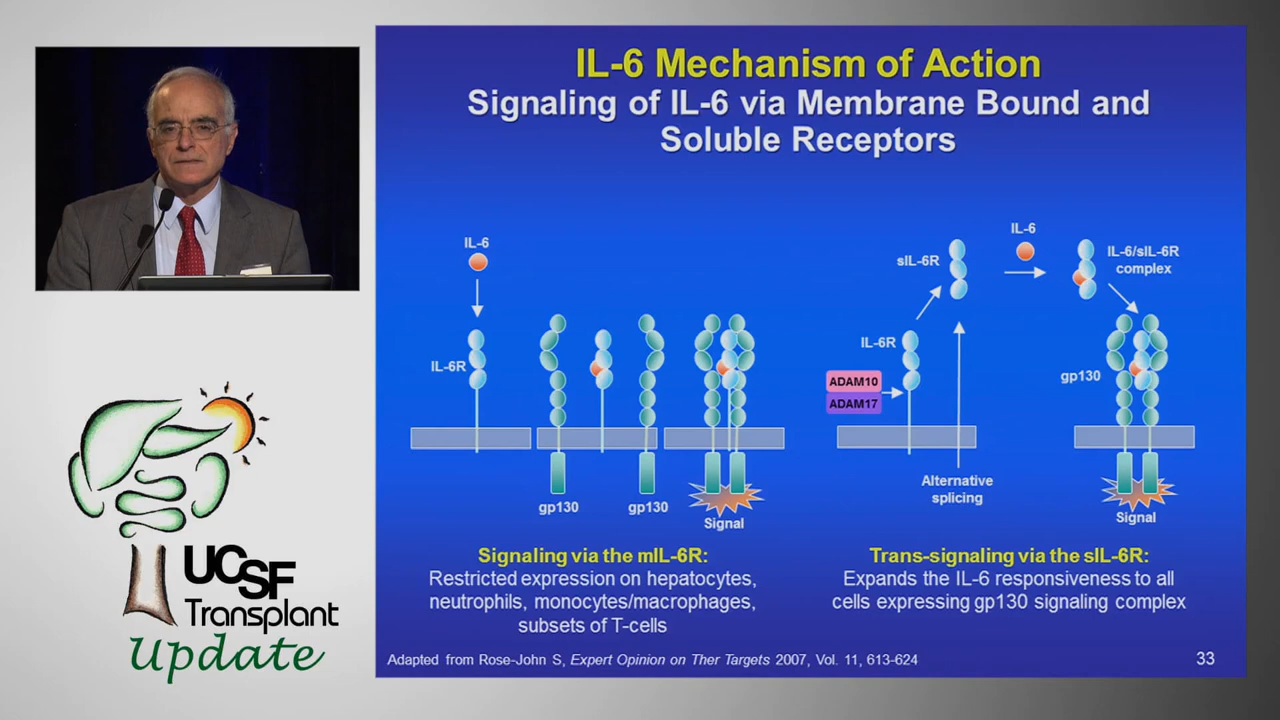 IL-6 Mechanism of Action
Signaling of IL-6 via Membrane Bound and
Soluble Receptors
IL-6
IL-6R
gp130
gp130
Signal
sIL-6R
IL-6
IL-6/sIL-6R
complex
IL-6R
ADAM10
ADAM17
gp130
Alternative
splicing
Signal
Signaling via the mIL-6R:
Restricted expression on hepatocytes,
neutrophils, monocytes/macrophages,
subsets of T-cells
Trans-signaling via the sIL-6R:
Expands the IL-6 responsiveness to all
cells expressing gp130 signaling complex
Adapted from Rose-John S, Expert Opinion on Ther Targets 2007, Vol. 11, 613-624
33
UCSF
Transplant
Update